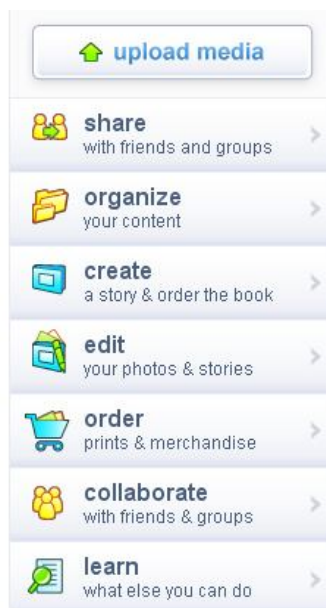 upload media
share
with friends and groups
organize
your content
create
a story & order the book
edit
your photos & stories
order
prints & merchandise
collaborate
with friends & groups
learn
what else you can do